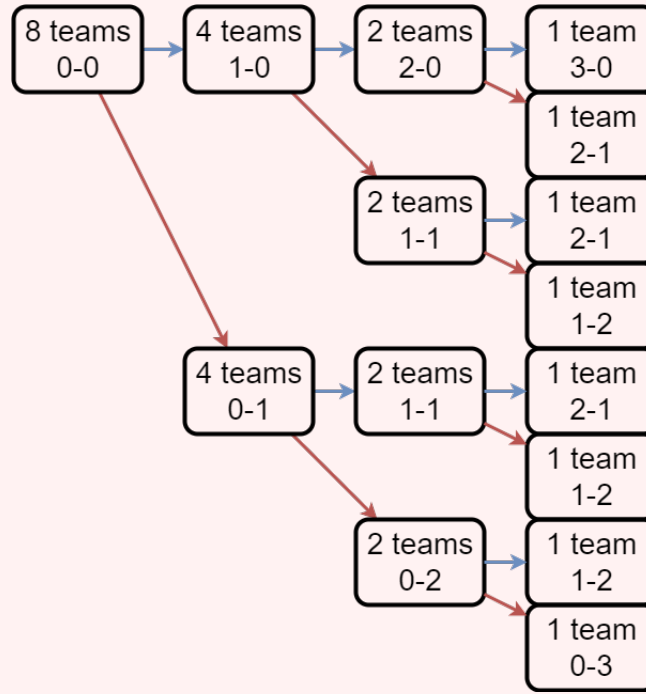 8 teams
0-0
4 teams
1-0
2 teams
2-0
1 team
3-0
1 team
2-1
2 teams
1-1
1 team
2-1
1 team
1-2
4 teams
0-1
2 teams
1-1
1 team
2-1
1 team
1-2
2 teams
0-2
1 team
1-2
1 team
0-3